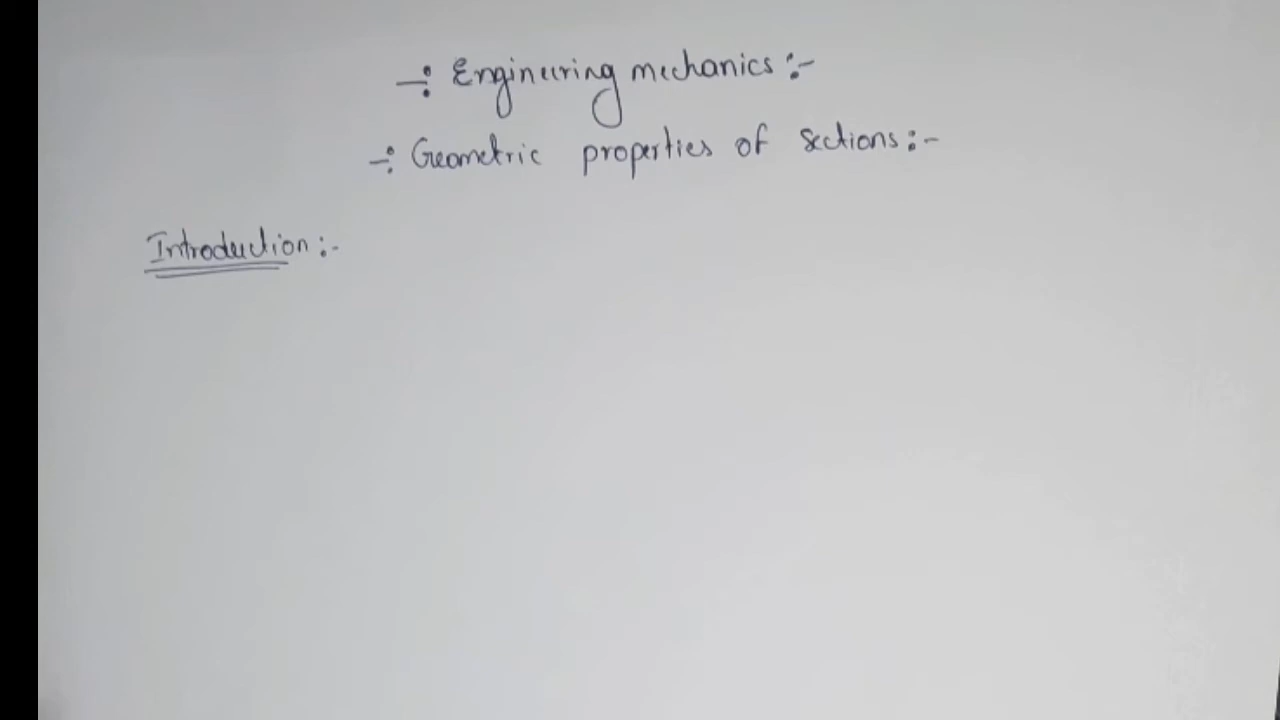 -: Engineering mechanics :-
-: Geometric properties of sections :-
Introduction :-